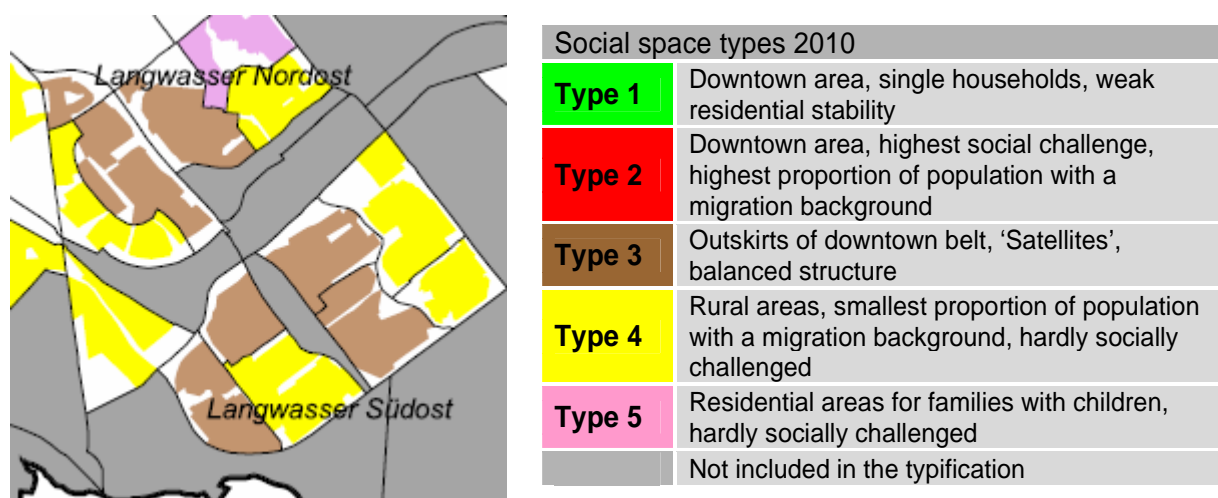 Langwasser Nordost
Langwasser Südost
Social space types 2010
Type 1
Downtown area, single households, weak
residential stability
Type 2
Downtown area, highest social challenge,
highest proportion of population with a
migration background
Type 3
Outskirts of downtown belt, ‘Satellites’,
balanced structure
Type 4
Rural areas, smallest proportion of population
with a migration background, hardly socially
challenged
Type 5
Residential areas for families with children,
hardly socially challenged
Not included in the typification